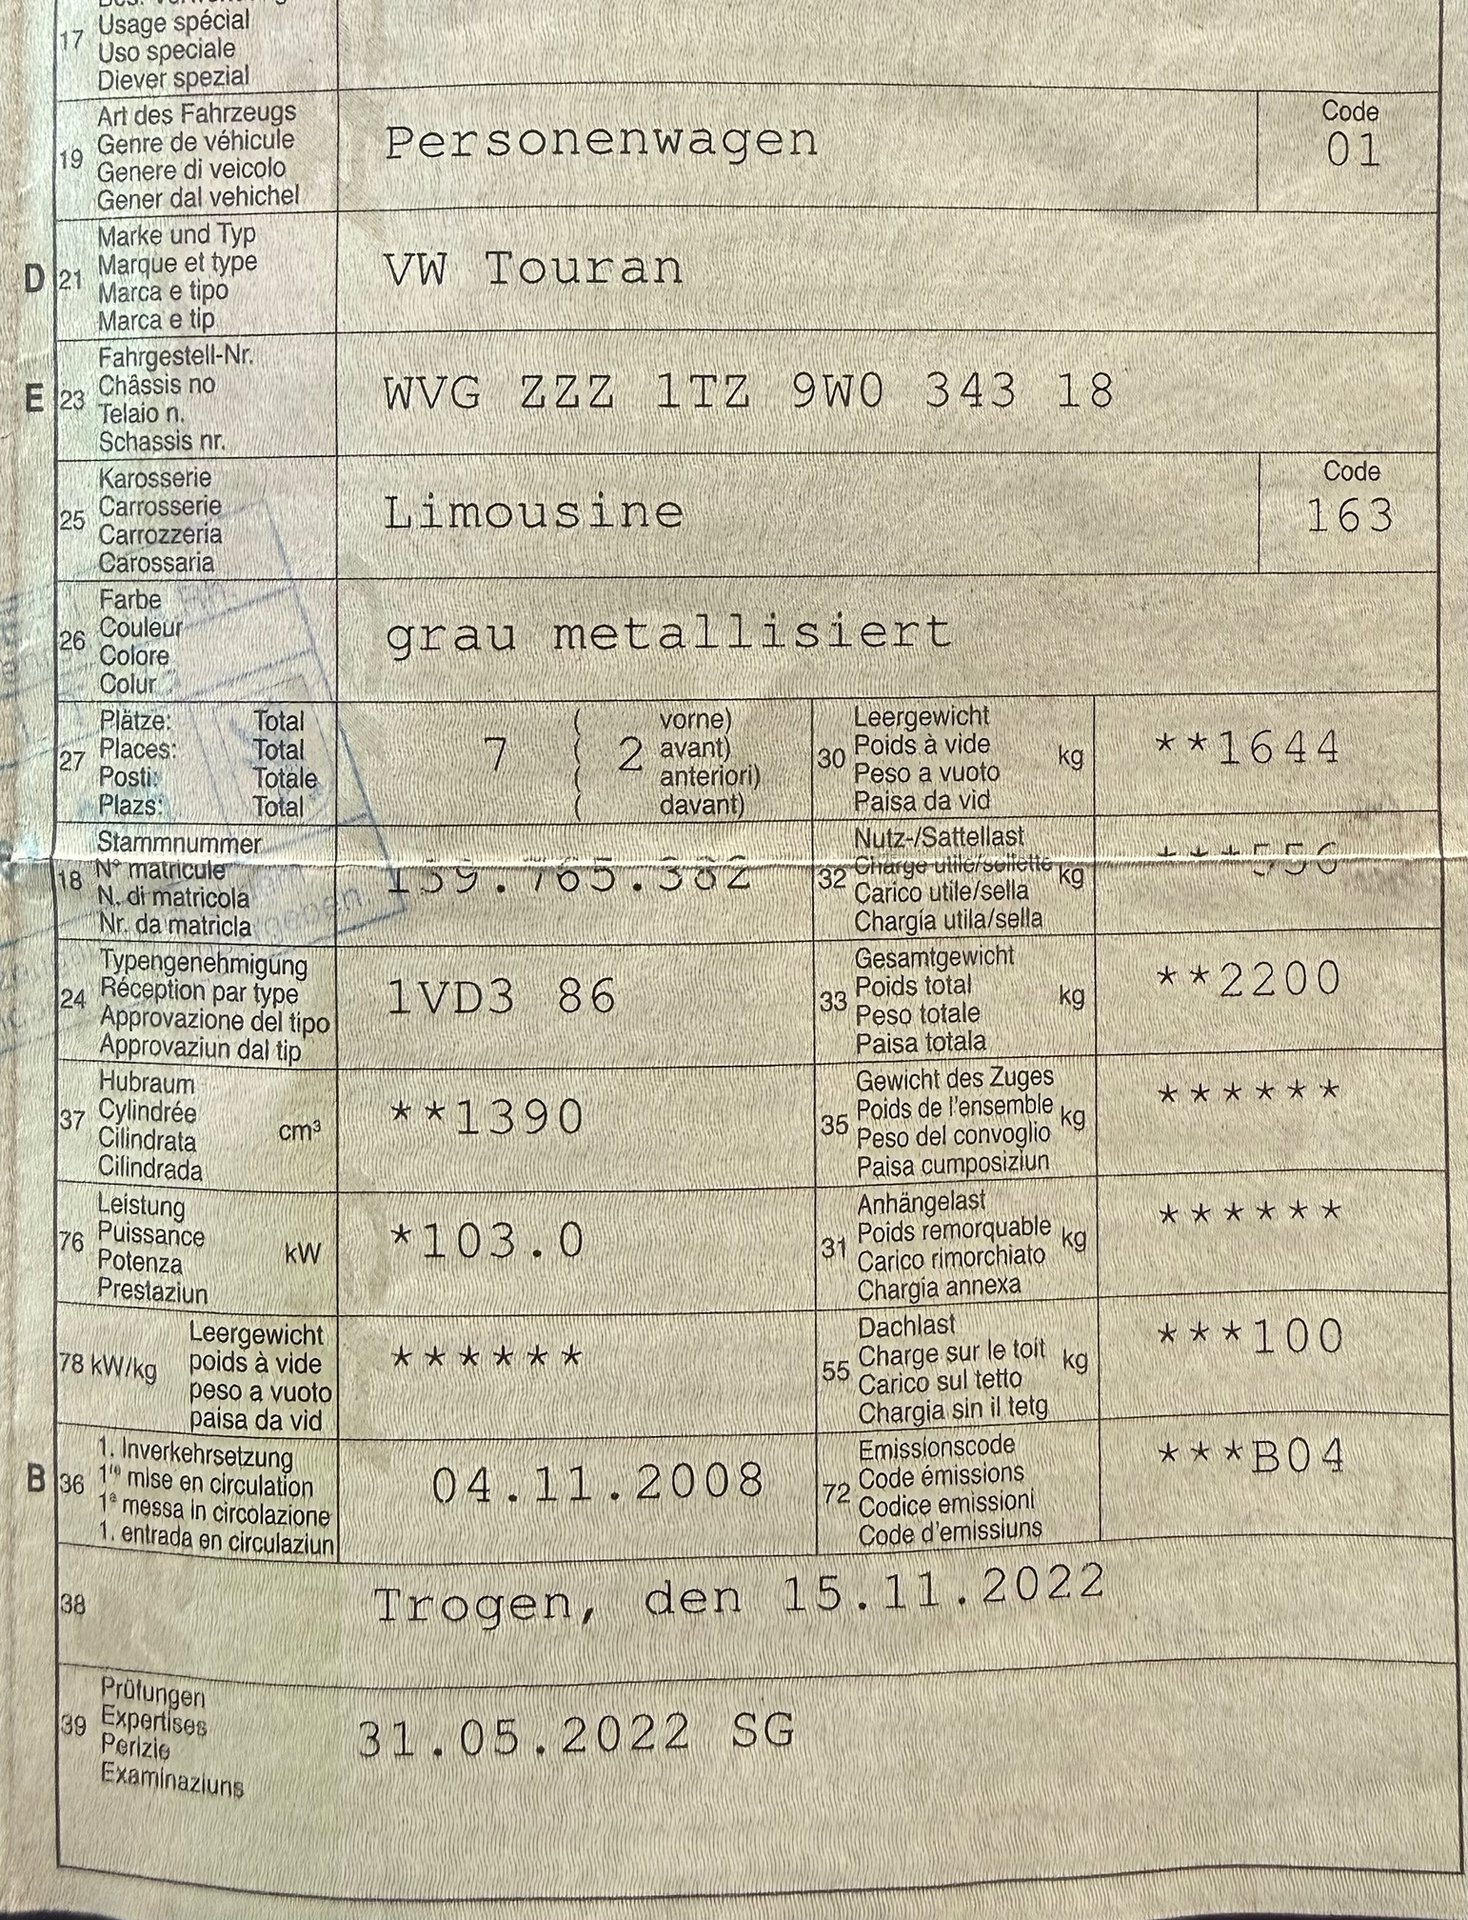 17
Usage spécial
Uso speciale
Diever spezial
19
Art des Fahrzeugs
Genre de véhicule
Genere di veicolo
Gener dal vehichel
Personenwagen
Code
01
D 21
Marke und Typ
Marque et type
Marca e tipo
Marca e tip
VW Touran
E 23
Fahrgestell-Nr.
Châssis no
Telaio n.
Schassis nr.
WVG ZZZ 1TZ 9W0 343 18
25
Karosserie
Carrosserie
Carrozzeria
Carossaria
Limousine
Code
163
26
Farbe
Couleur
Colore
Colur
grau metallisiert
27
Plätze: Total
Places: Total
Posti: Totale
Plazs: Total
7 ( 2 vorne)
( avant)
( anteriori)
( davant)
30
Leergewicht
Poids à vide
Peso a vuoto
Paisa da vid
kg
**1644
18
Stammnummer
N° matricule
N. di matricola
Nr. da matricla
32
Nutz-/Sattellast
Charge utile/sellette
Carico utile/sella
Chargia utila/sella
kg
***556
24
Typengenehmigung
Réception par type
Approvazione del tipo
Approvaziun dal tip
1VD3 86
33
Gesamtgewicht
Poids total
Peso totale
Paisa totala
kg
**2200
37
Hubraum
Cylindrée
Cilindrata
Cilindrada
cm³
**1390
35
Gewicht des Zuges
Poids de l'ensemble
Peso del convoglio
Paisa cumposiziun
kg
******
76
Leistung
Puissance
Potenza
Prestaziun
kW
*103.0
31
Anhängelast
Poids remorquable
Carico rimorchiato
Chargia annexa
kg
******
78 kW/kg
Leergewicht
poids à vide
peso a vuoto
paisa da vid
******
55
Dachlast
Charge sur le toit
Carico sul tetto
Chargia sin il tetg
kg
***100
B 36
1. Inverkehrsetzung
1re mise en circulation
1ª messa in circolazione
1. entrada en circulaziun
04.11.2008
72
Emissionscode
Code émissions
Codice emissioni
Code d'emissiuns
***B04
38
Trogen, den 15.11.2022
39
Prüfungen
Expertises
Perizie
Examinaziuns
31.05.2022 SG